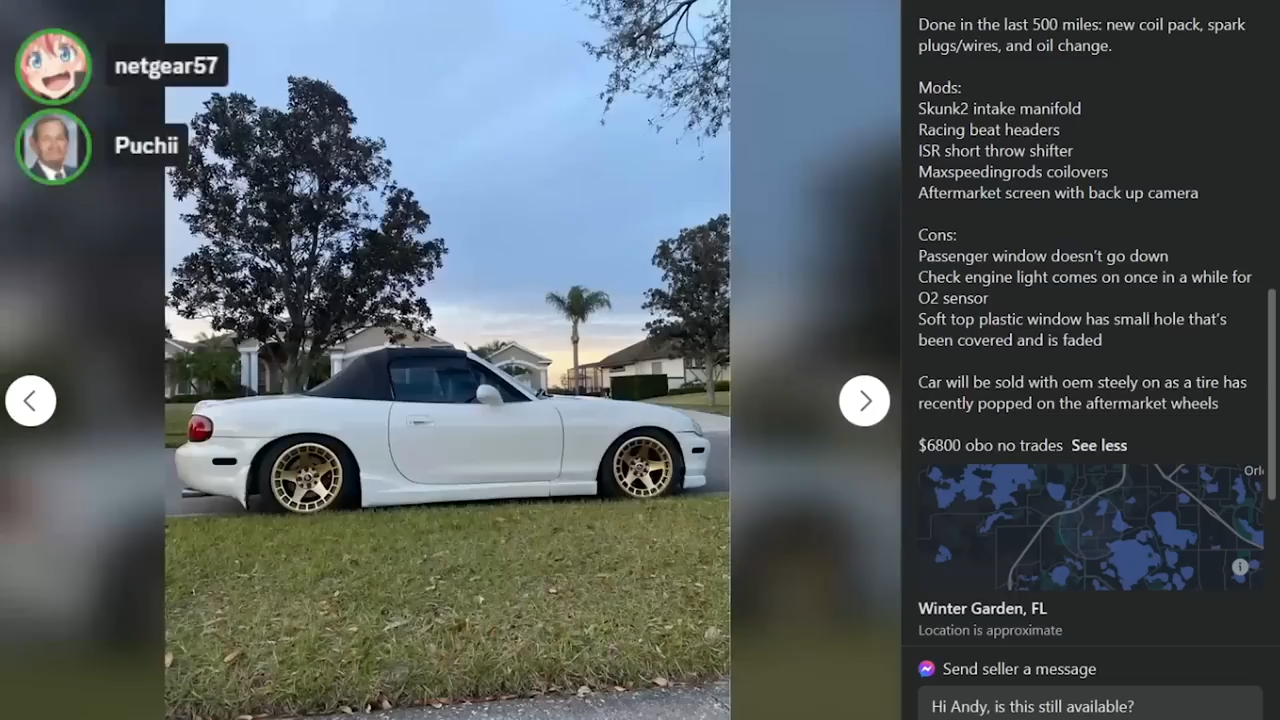 netgear57
Puchii
Done in the last 500 miles: new coil pack, spark
plugs/wires, and oil change.
Mods:
Skunk2 intake manifold
Racing beat headers
ISR short throw shifter
Maxspeedingrods coilovers
Aftermarket screen with back up camera
Cons:
Passenger window doesn't go down
Check engine light comes on once in a while for
O2 sensor
Soft top plastic window has small hole that's
been covered and is faded
Car will be sold with oem steely on as a tire has
recently popped on the aftermarket wheels
$6800 obo no trades See less
Orl
Winter Garden, FL
Location is approximate
Send seller a message
Hi Andy, is this still available?